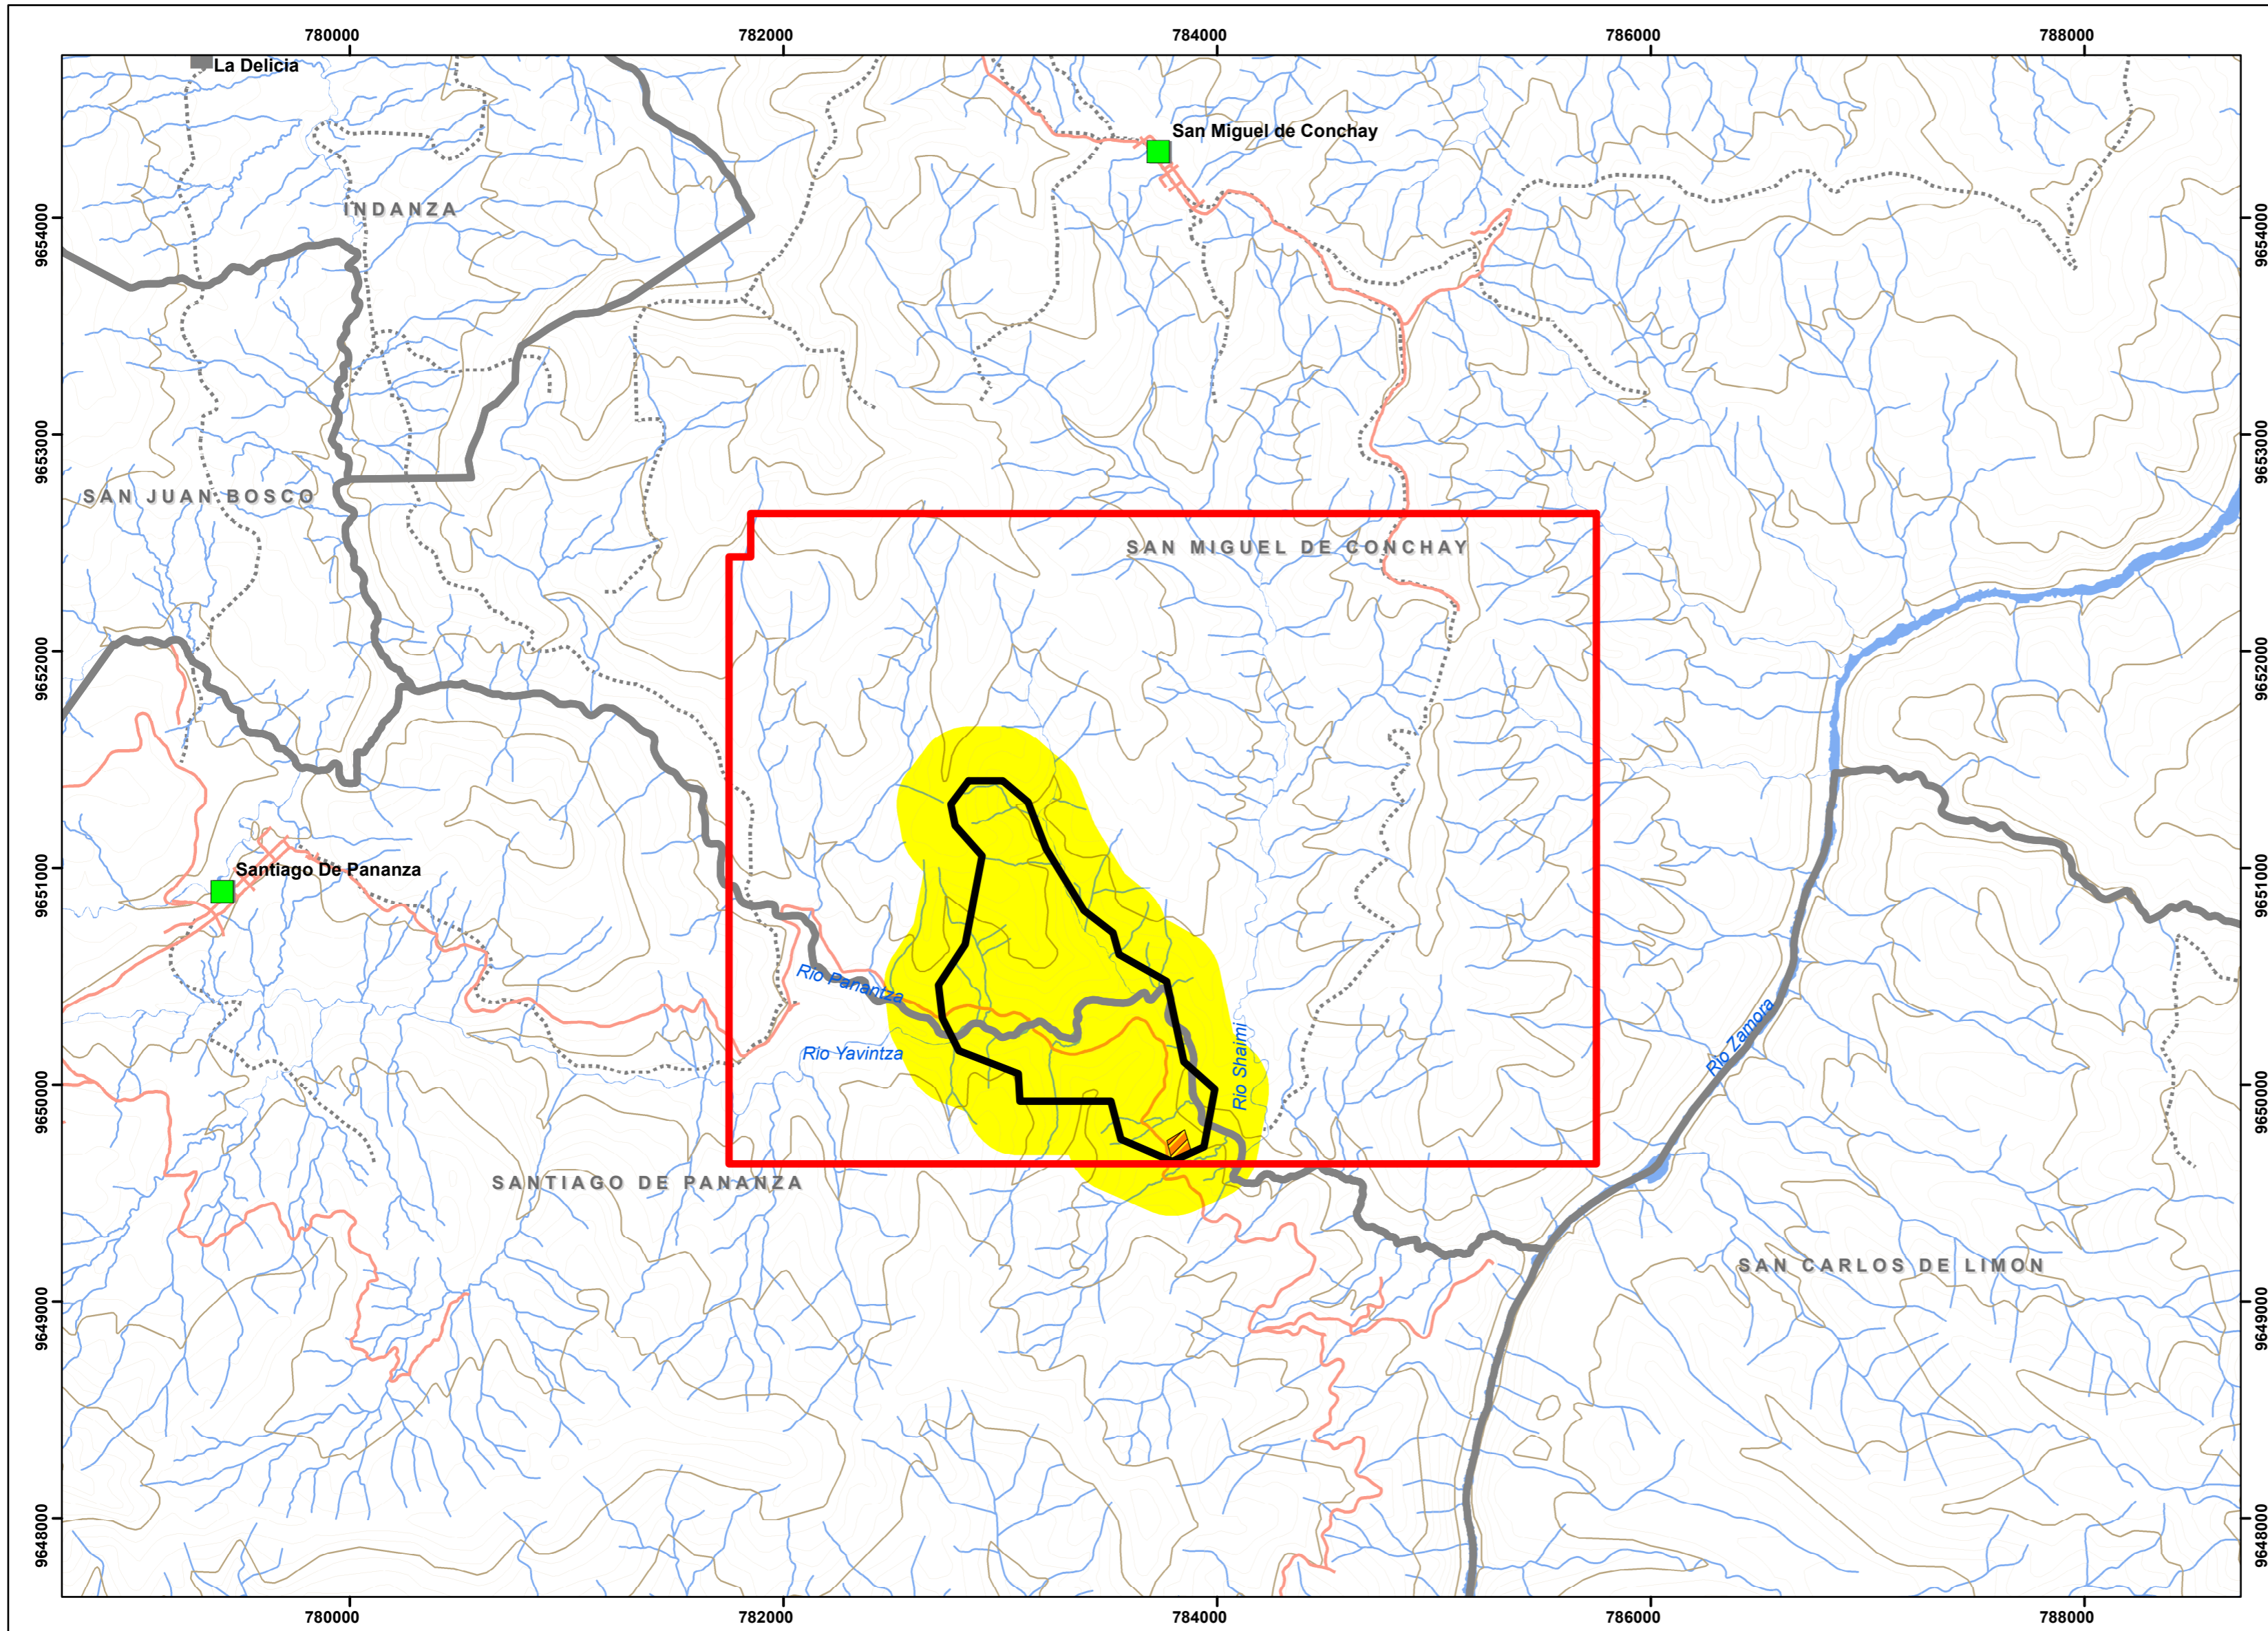 780000
782000
784000
786000
788000
La Delicia
San Miguel de Conchay
INDANZA
9654000
9654000
9653000
9653000
SAN JUAN BOSCO
SAN MIGUEL DE CONCHAY
9652000
9652000
Santiago De Pananza
9651000
9651000
Rio Panantza
Rio Yavintza
Rio Shaimi
Rio Zamora
9650000
9650000
SANTIAGO DE PANANZA
SAN CARLOS DE LIMON
9649000
9649000
9648000
9648000
780000
782000
784000
786000
788000